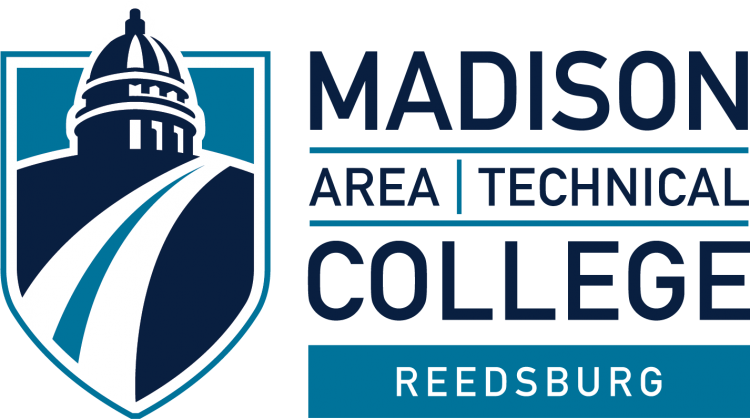 MADISON
AREA | TECHNICAL
COLLEGE
REEDSBURG